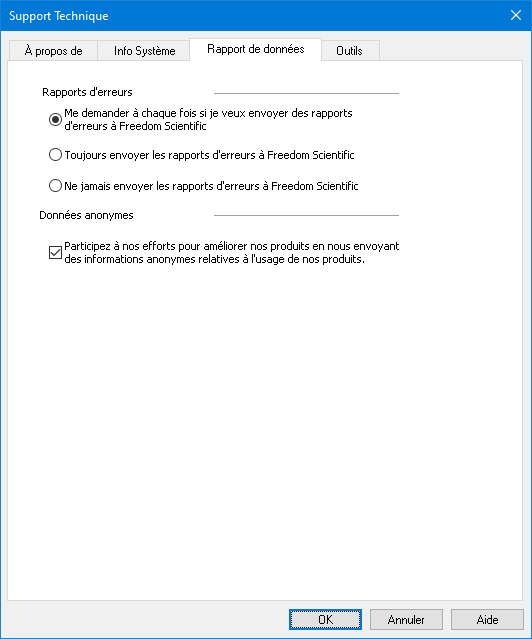 Support Technique
À propos de
Info Système
Rapport de données
Outils
Rapports d'erreurs
Me demander à chaque fois si je veux envoyer des rapports
d'erreurs à Freedom Scientific
Toujours envoyer les rapports d'erreurs à Freedom Scientific
Ne jamais envoyer les rapports d'erreurs à Freedom Scientific
Données anonymes
Participez à nos efforts pour améliorer nos produits en nous envoyant
des informations anonymes relatives à l'usage de nos produits.
OK
Annuler
Aide